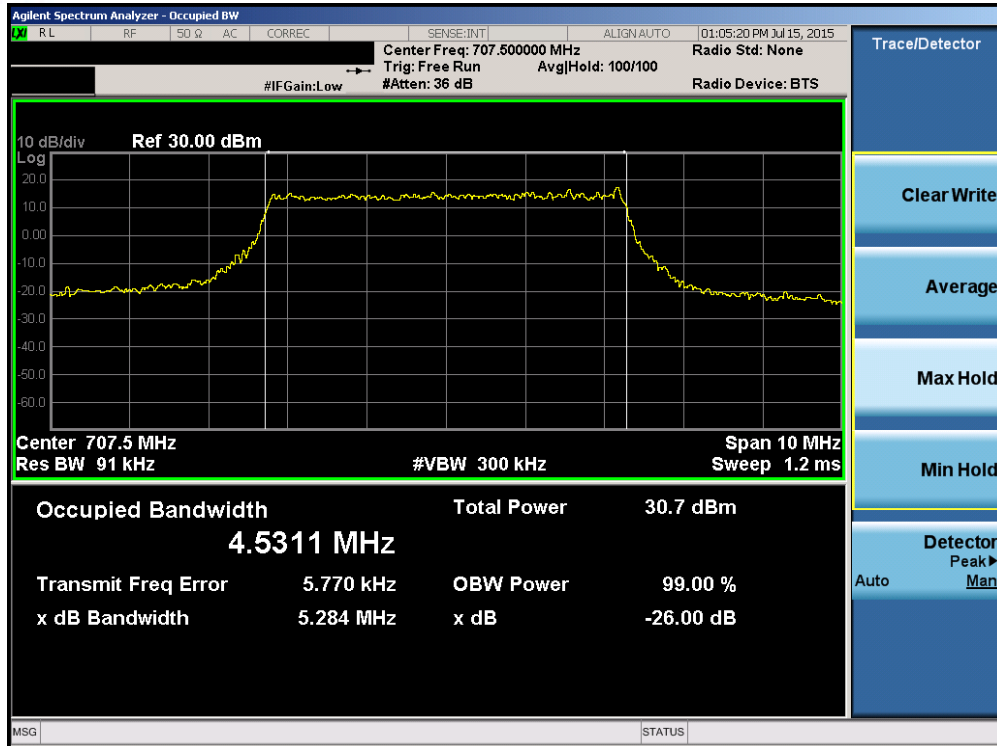 Agilent Spectrum Analyzer - Occupied BW
LXI RL RF 50 Ω AC CORREC SENSE:INT ALIGN AUTO 01:05:20 PM Jul 15, 2015
Center Freq: 707.500000 MHz Radio Std: None
Trig: Free Run Avg|Hold: 100/100
#IFGain:Low #Atten: 36 dB Radio Device: BTS
10 dB/div Ref 30.00 dBm
Log
20.0
10.0
0.00
-10.0
-20.0
-30.0
-40.0
-50.0
-60.0
Center 707.5 MHz Span 10 MHz
Res BW 91 kHz #VBW 300 kHz Sweep 1.2 ms
Occupied Bandwidth Total Power 30.7 dBm
4.5311 MHz
Transmit Freq Error 5.770 kHz OBW Power 99.00 %
x dB Bandwidth 5.284 MHz x dB -26.00 dB
MSG STATUS
Trace/Detector
Clear Write
Average
Max Hold
Min Hold
Detector
Peak▶
Auto Man